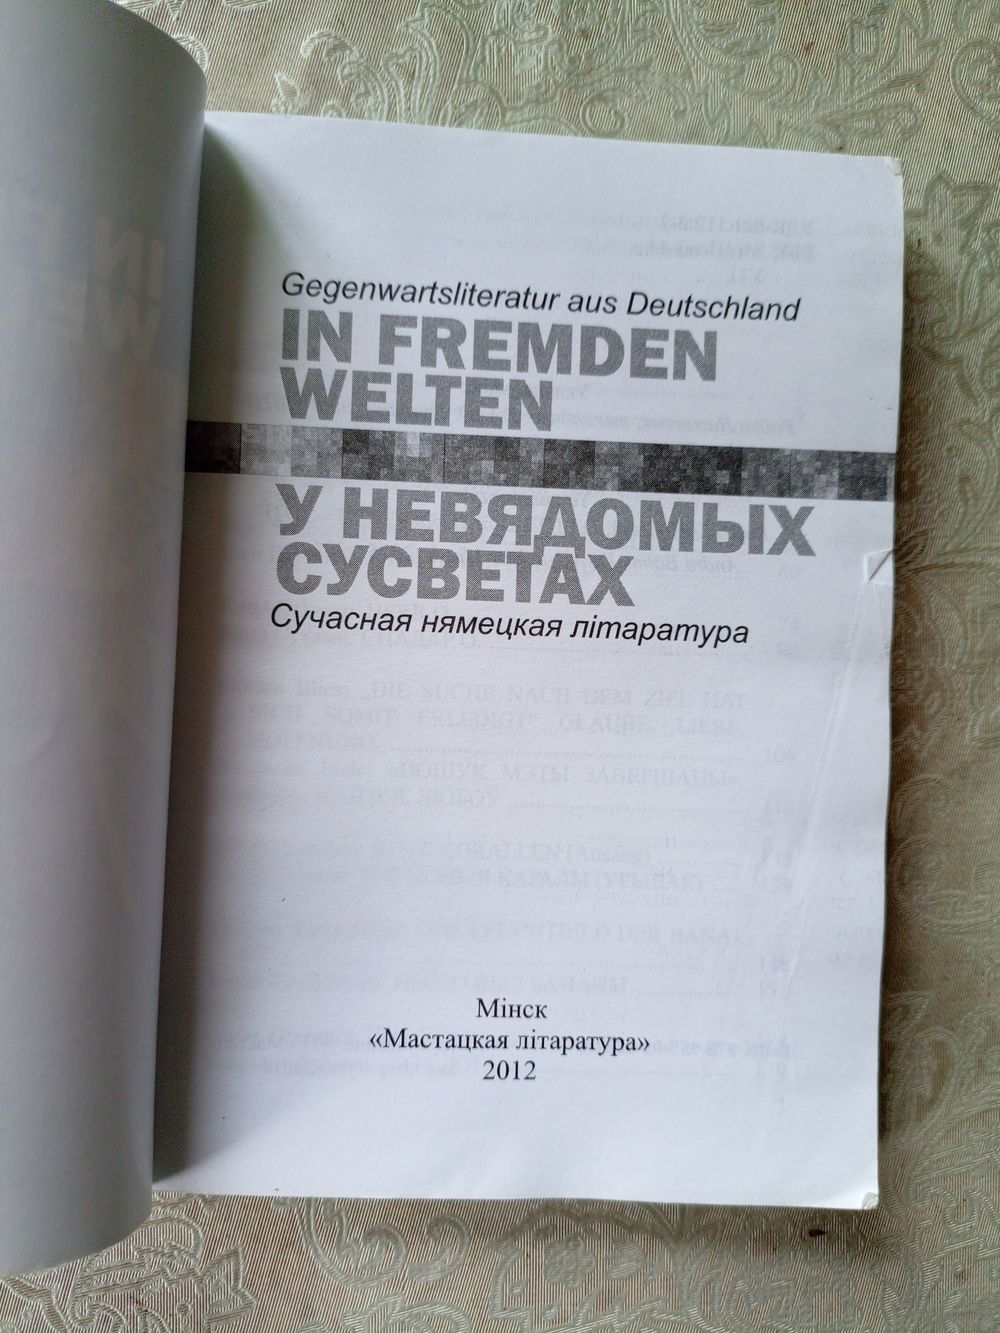 Gegenwartsliteratur aus Deutschland
IN FREMDEN
WELTEN
У НЕВЯДОМЫХ
СУСВЕТАХ
Сучасная нямецкая літаратура
Мінск
«Мастацкая літаратура»
2012